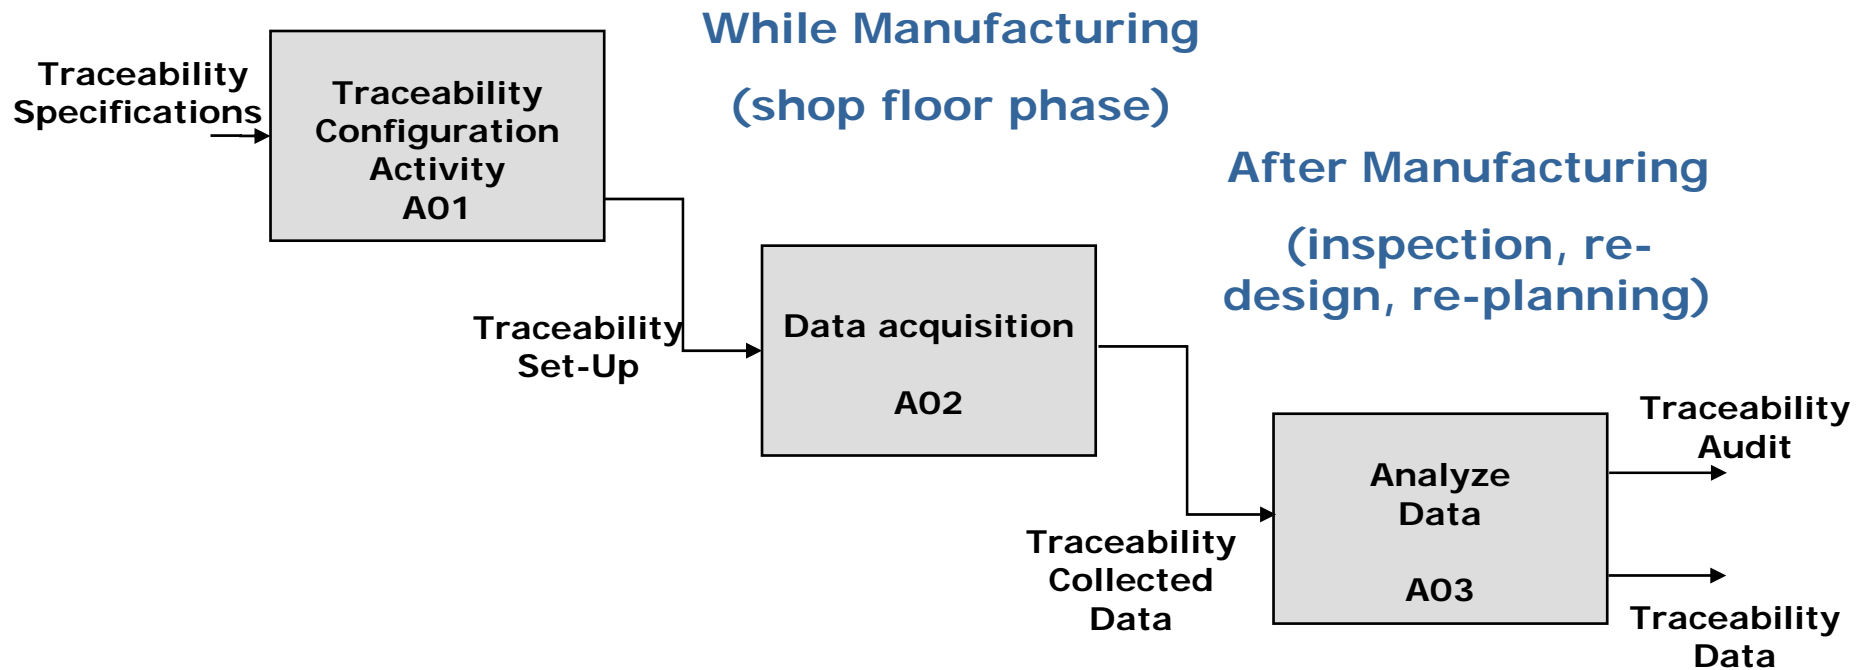 While Manufacturing
(shop floor phase)
Traceability
Specifications
Traceability
Configuration
Activity
A01
After Manufacturing
(inspection, re-
design, re-planning)
Traceability
Set-Up
Data acquisition
A02
Traceability
Audit
Analyze
Data
A03
Traceability
Collected
Data
Traceability
Data